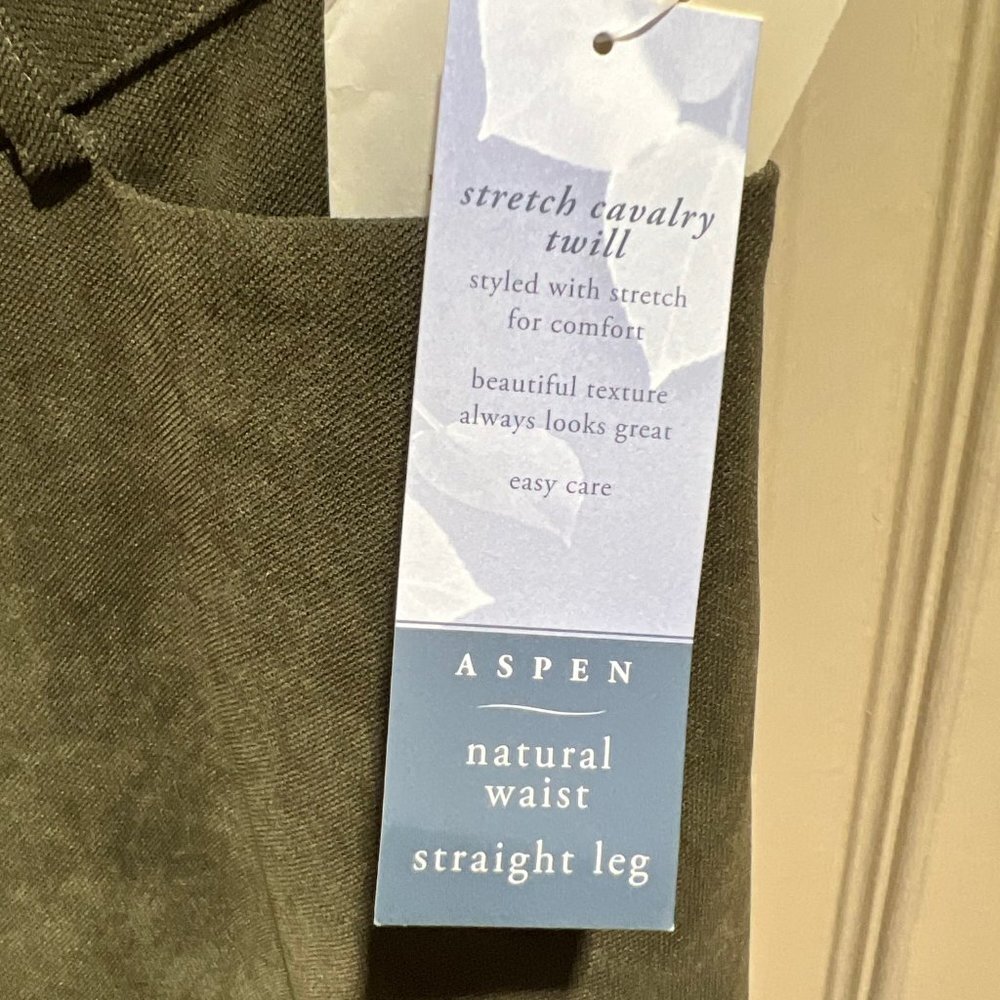 stretch cavalry
twill
styled with stretch
for comfort
beautiful texture
always looks great
easy care
ASPEN
natural
waist
straight leg